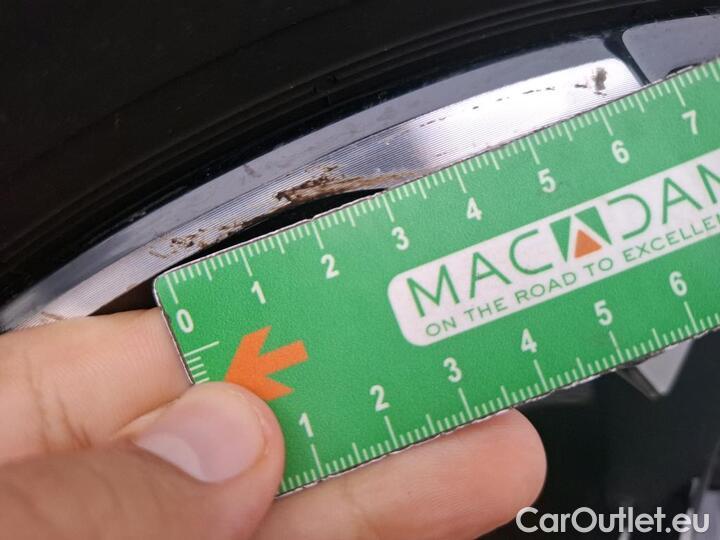 0 1 2 3 4 5 6 7
MACADAM
ON THE ROAD TO EXCELLE
1 2 3 4 5 6
CarOutlet.eu